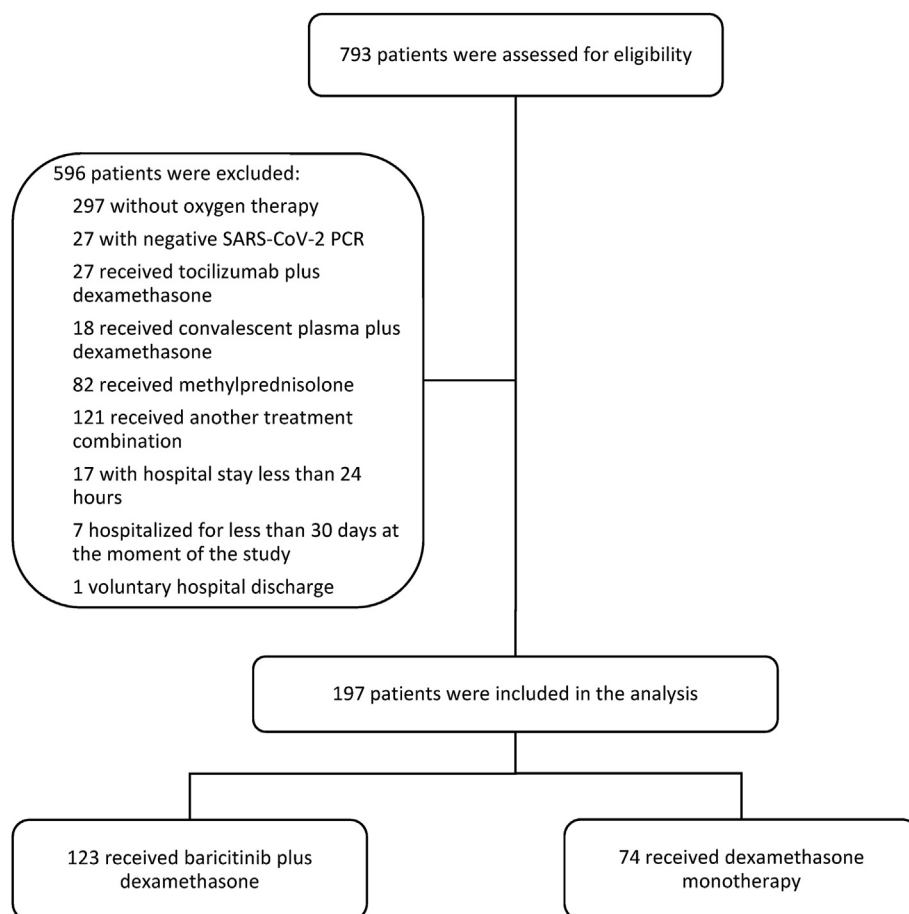 793 patients were assessed for eligibility
596 patients were excluded:
297 without oxygen therapy
27 with negative SARS-CoV-2 PCR
27 received tocilizumab plus
dexamethasone
18 received convalescent plasma plus
dexamethasone
82 received methylprednisolone
121 received another treatment
combination
17 with hospital stay less than 24
hours
7 hospitalized for less than 30 days at
the moment of the study
1 voluntary hospital discharge
197 patients were included in the analysis
123 received baricitinib plus
dexamethasone
74 received dexamethasone
monotherapy